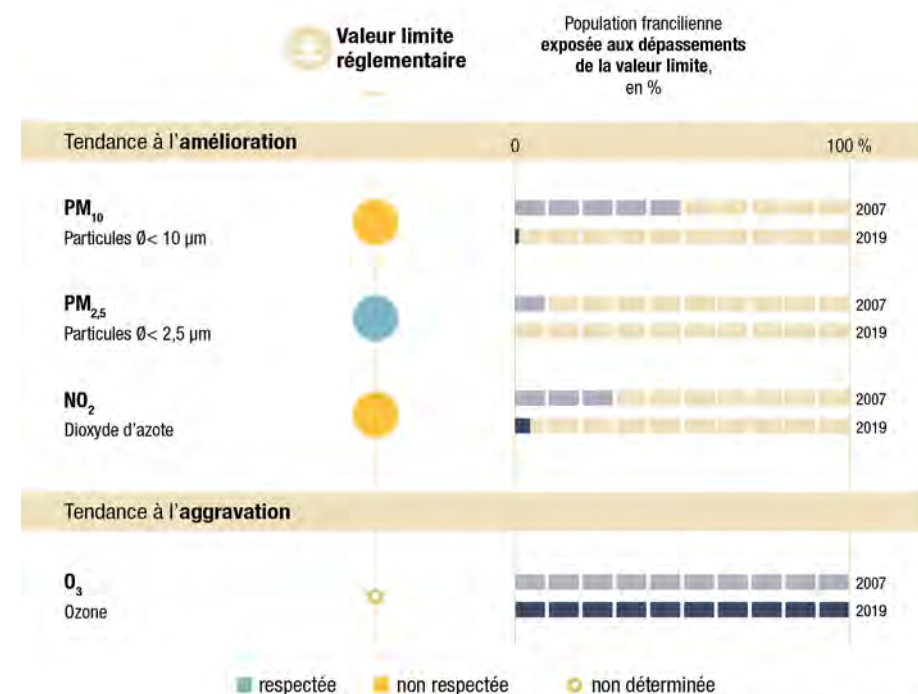 Valeur limite
réglementaire
Population francilienne
exposée aux dépassements
de la valeur limite,
en %
Tendance à l'amélioration
0
100 %
PM10
Particules Ø< 10 µm
2007
2019
PM2,5
Particules Ø< 2,5 µm
2007
2019
NO2
Dioxyde d'azote
2007
2019
Tendance à l'aggravation
O3
Ozone
2007
2019
respectée
non respectée
non déterminée